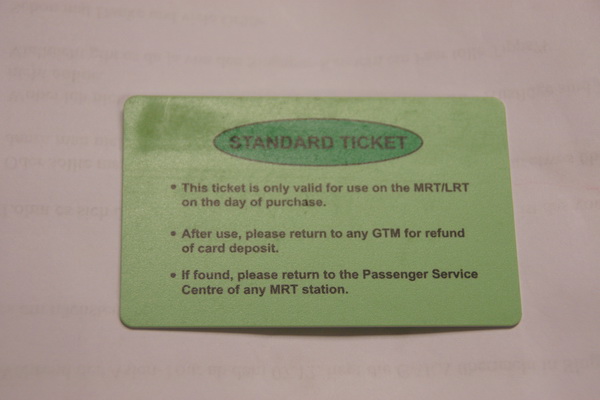 STANDARD TICKET
• This ticket is only valid for use on the MRT/LRT
on the day of purchase.
• After use, please return to any GTM for refund
of card deposit.
• If found, please return to the Passenger Service
Centre of any MRT station.